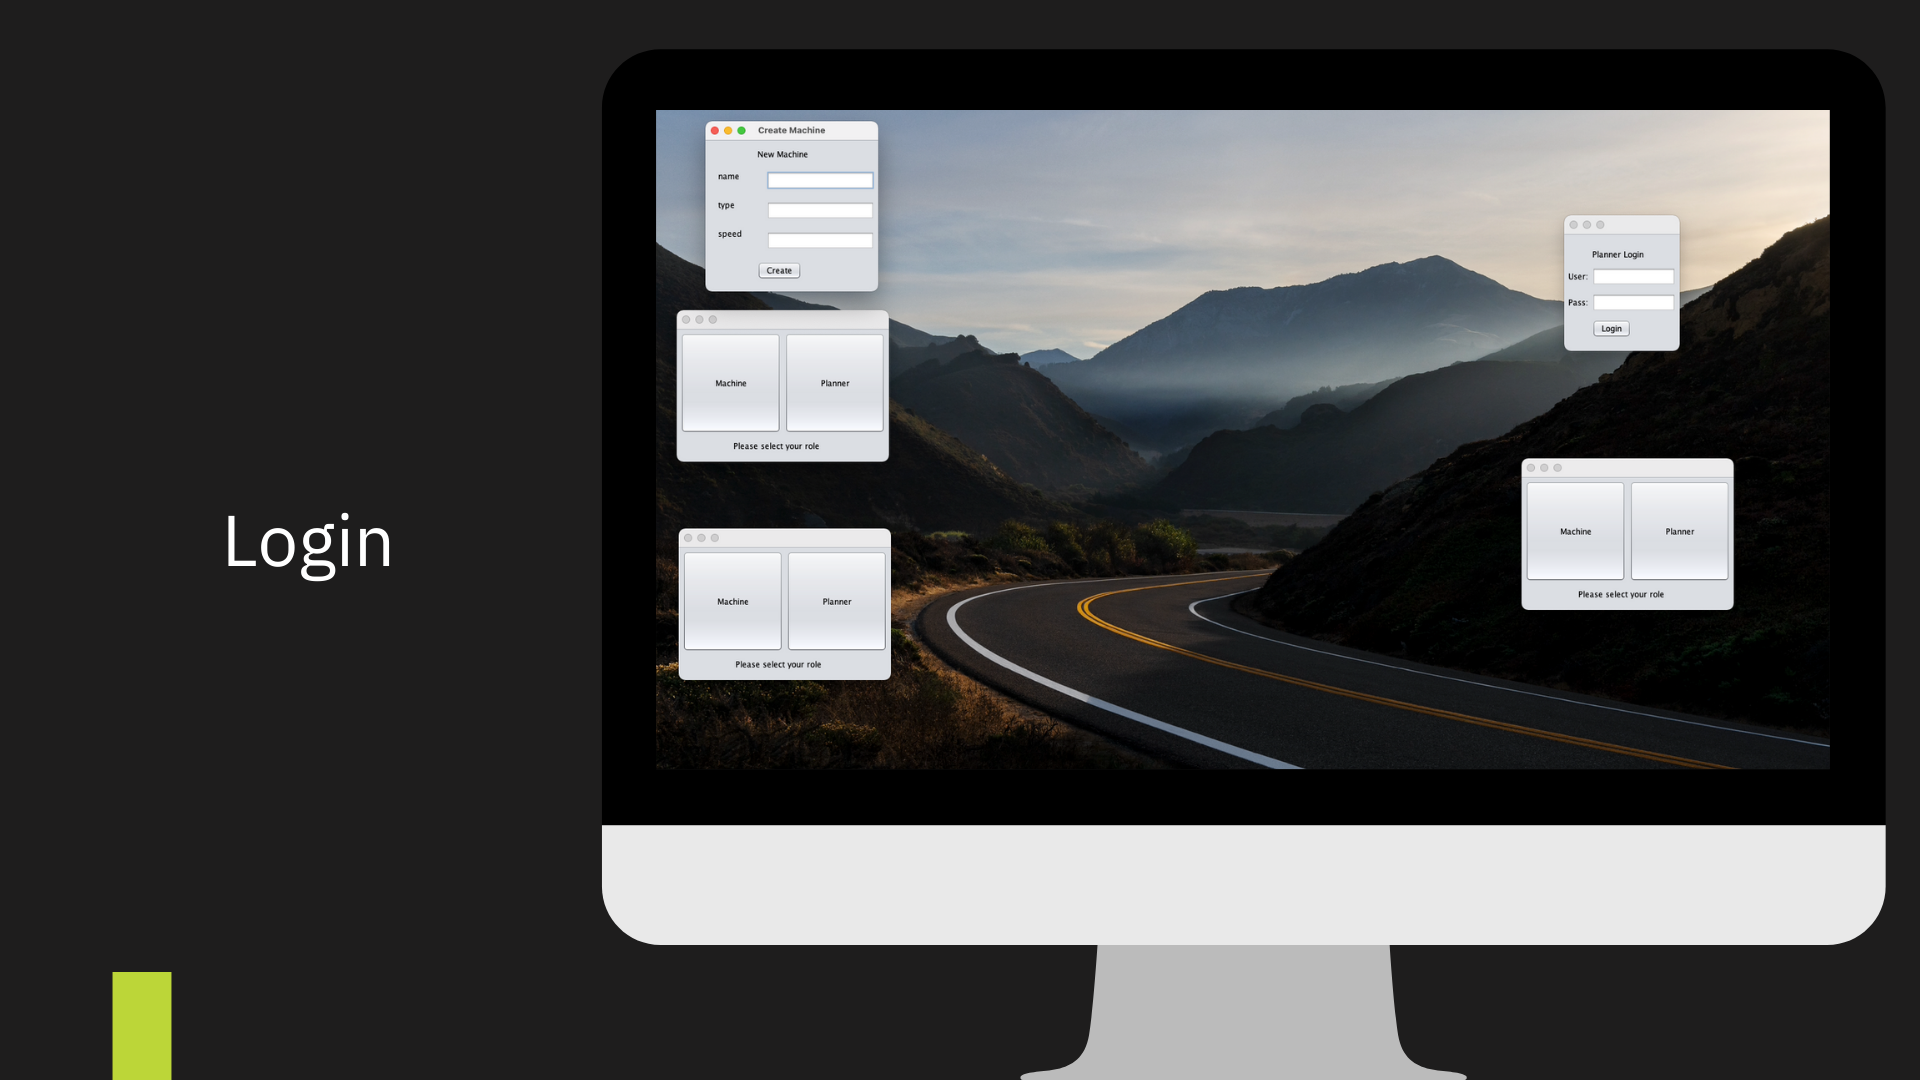 Login
Create Machine
New Machine
name
type
speed
Create
Machine
Planner
Please select your role
Machine
Planner
Please select your role
Planner Login
User:
Pass:
Login
Machine
Planner
Please select your role